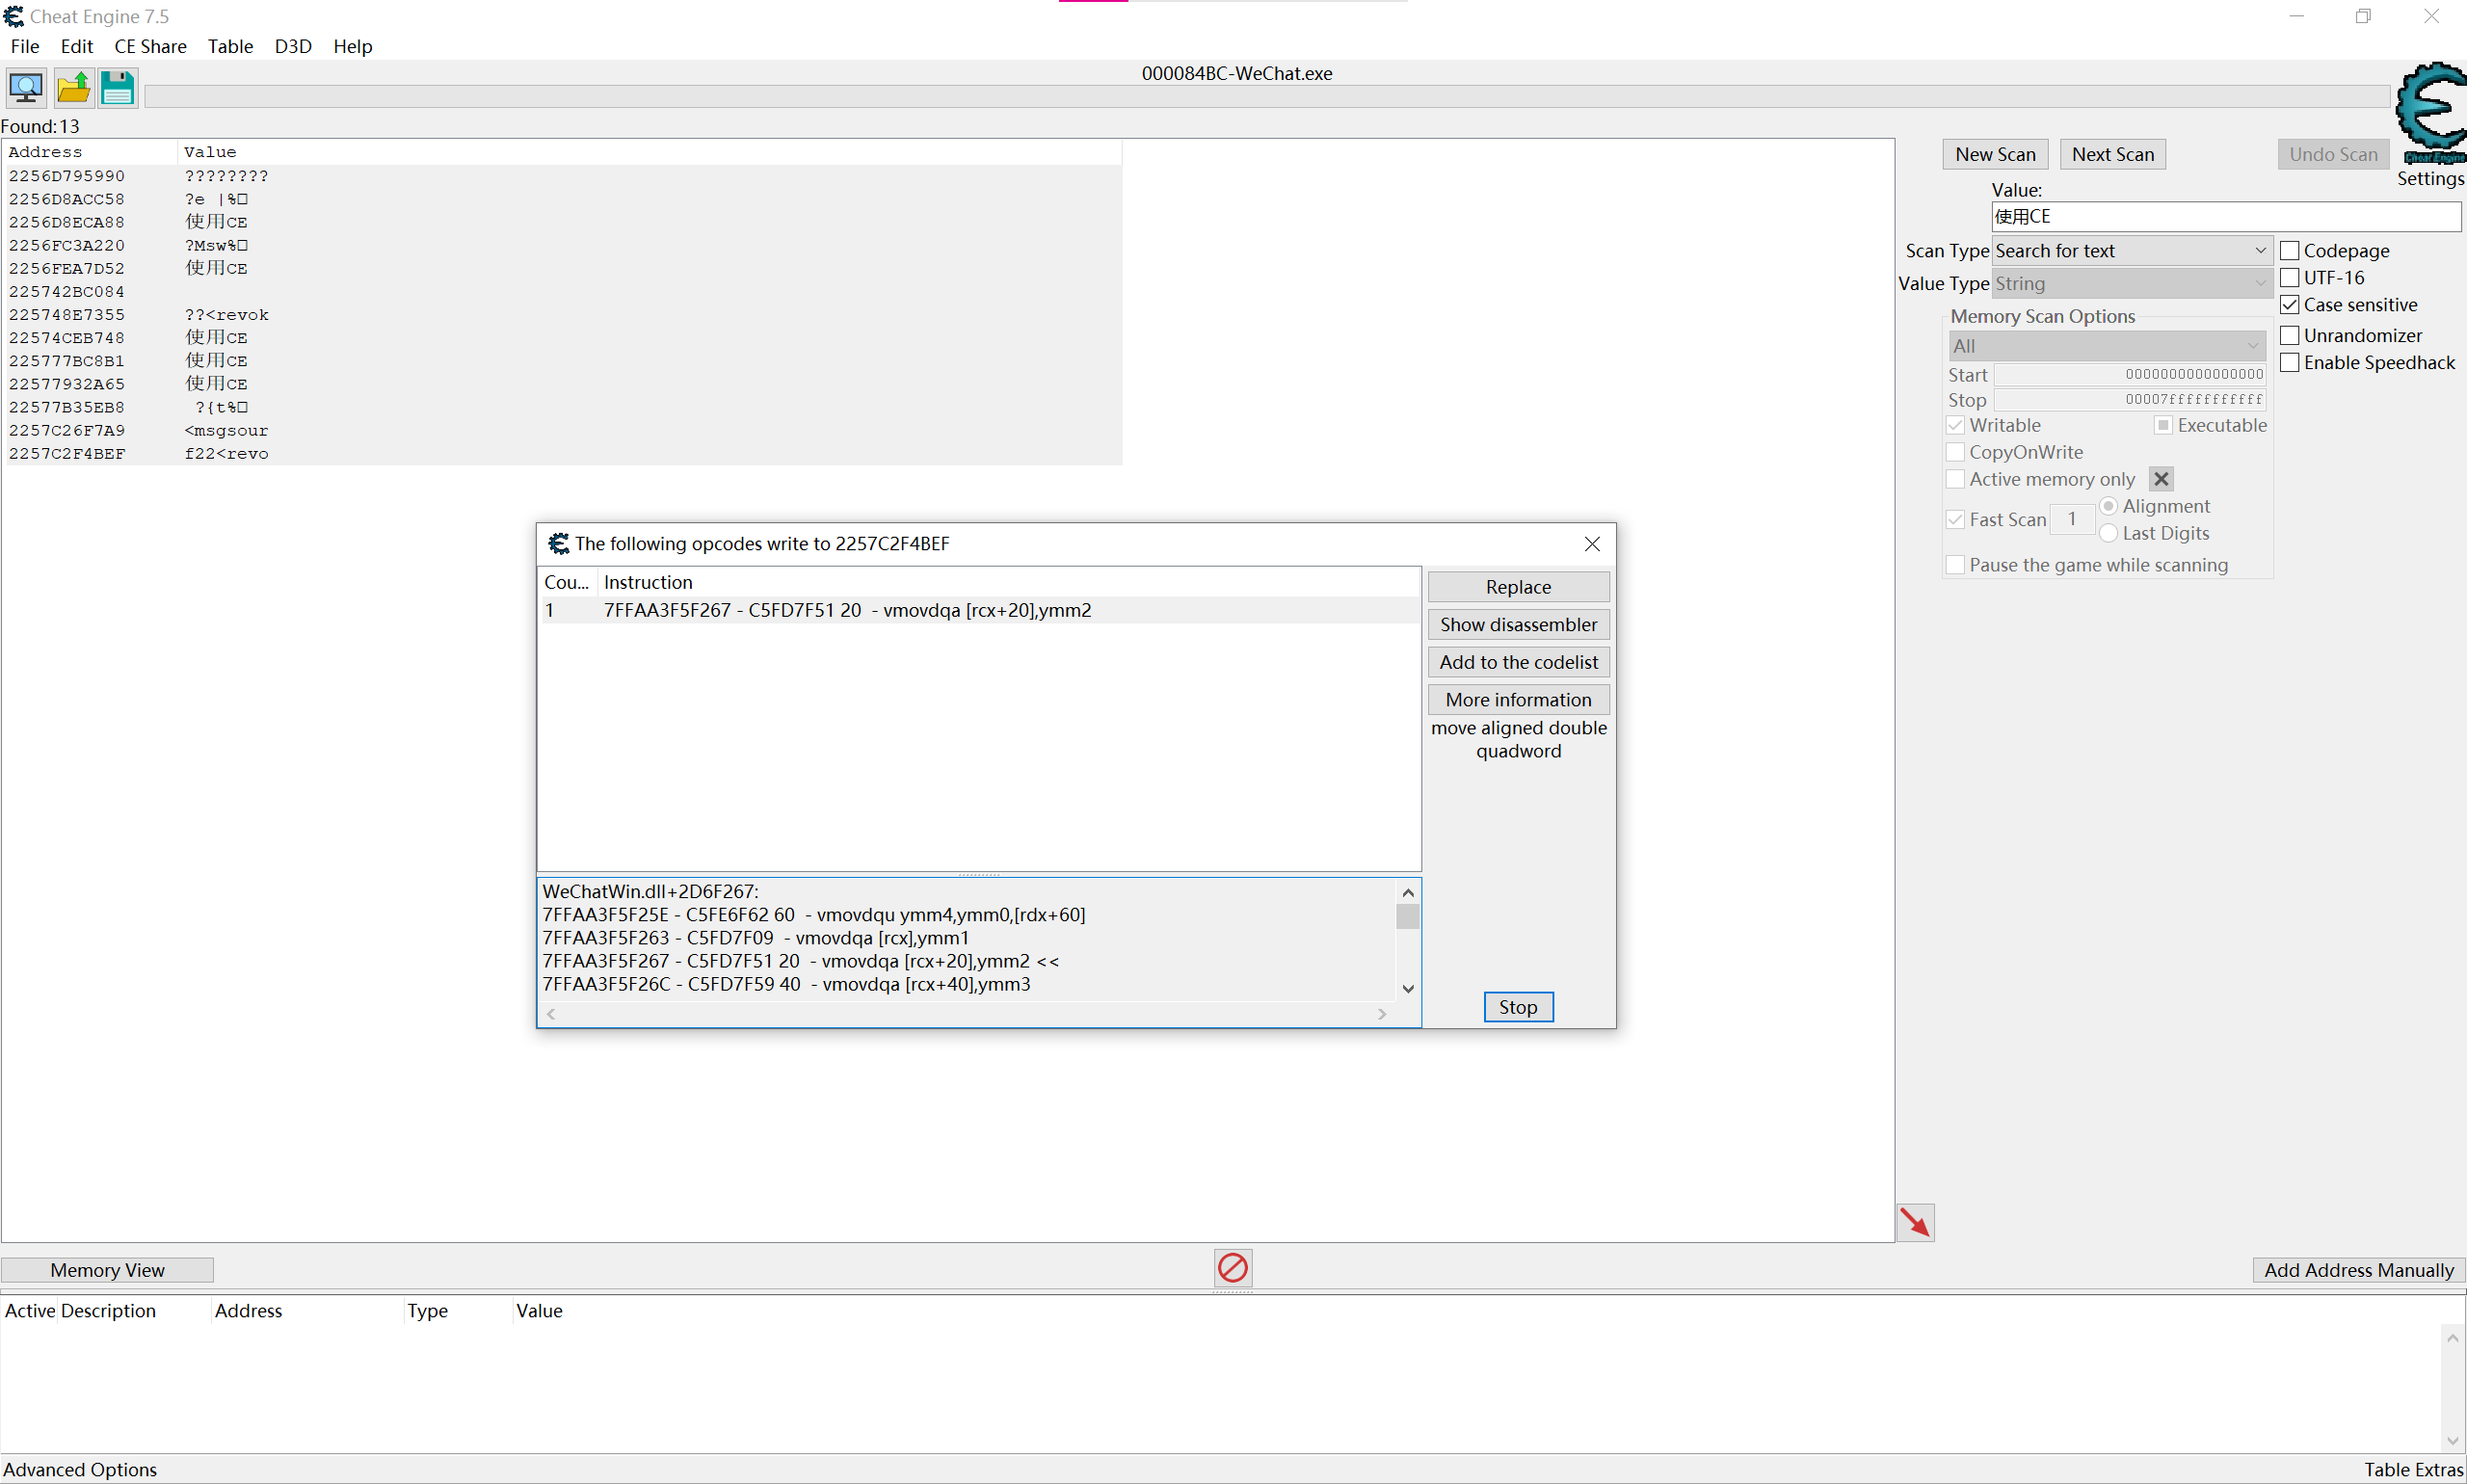 Cheat Engine 7.5
File Edit CE Share Table D3D Help
000084BC-WeChat.exe
Found:13
Address Value
2256D795990 ????????
2256D8ACC58 ?e |%□
2256D8ECA88 使用CE
2256FC3A220 ?Msw%□
2256FEA7D52 使用CE
225742BC084
225748E7355 ??<revok
22574CEB748 使用CE
225777BC8B1 使用CE
22577932A65 使用CE
22577B35EB8 ?{t%□
2257C26F7A9 <msgsour
2257C2F4BEF f22<revo
New Scan Next Scan Undo Scan
Cheat Engine
Settings
Value:
使用CE
Scan Type Search for text
Value Type String
Codepage
UTF-16
Case sensitive
Unrandomizer
Enable Speedhack
Memory Scan Options
All
Start 0000000000000000
Stop 00007fffffffffff
Writable Executable
CopyOnWrite
Active memory only
Fast Scan 1 Alignment
Last Digits
Pause the game while scanning
The following opcodes write to 2257C2F4BEF
Cou... Instruction
1 7FFAA3F5F267 - C5FD7F51 20 - vmovdqa [rcx+20],ymm2
Replace
Show disassembler
Add to the codelist
More information
move aligned double
quadword
WeChatWin.dll+2D6F267:
7FFAA3F5F25E - C5FE6F62 60 - vmovdqu ymm4,ymm0,[rdx+60]
7FFAA3F5F263 - C5FD7F09 - vmovdqa [rcx],ymm1
7FFAA3F5F267 - C5FD7F51 20 - vmovdqa [rcx+20],ymm2 <<
7FFAA3F5F26C - C5FD7F59 40 - vmovdqa [rcx+40],ymm3
Stop
Memory View
Add Address Manually
Active Description Address Type Value
Advanced Options
Table Extras